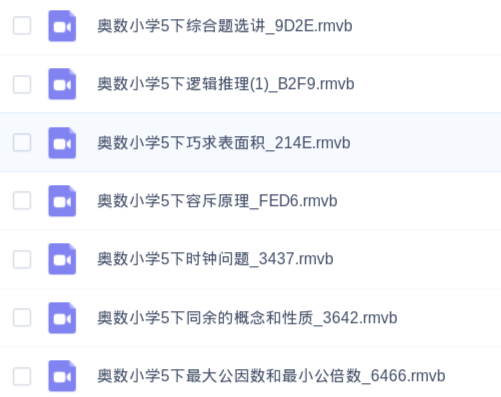 奥数小学5下综合题选讲_9D2E.rmvb
奥数小学5下逻辑推理(1)_B2F9.rmvb
奥数小学5下巧求表面积_214E.rmvb
奥数小学5下容斥原理_FED6.rmvb
奥数小学5下时钟问题_3437.rmvb
奥数小学5下同余的概念和性质_3642.rmvb
奥数小学5下最大公因数和最小公倍数_6466.rmvb